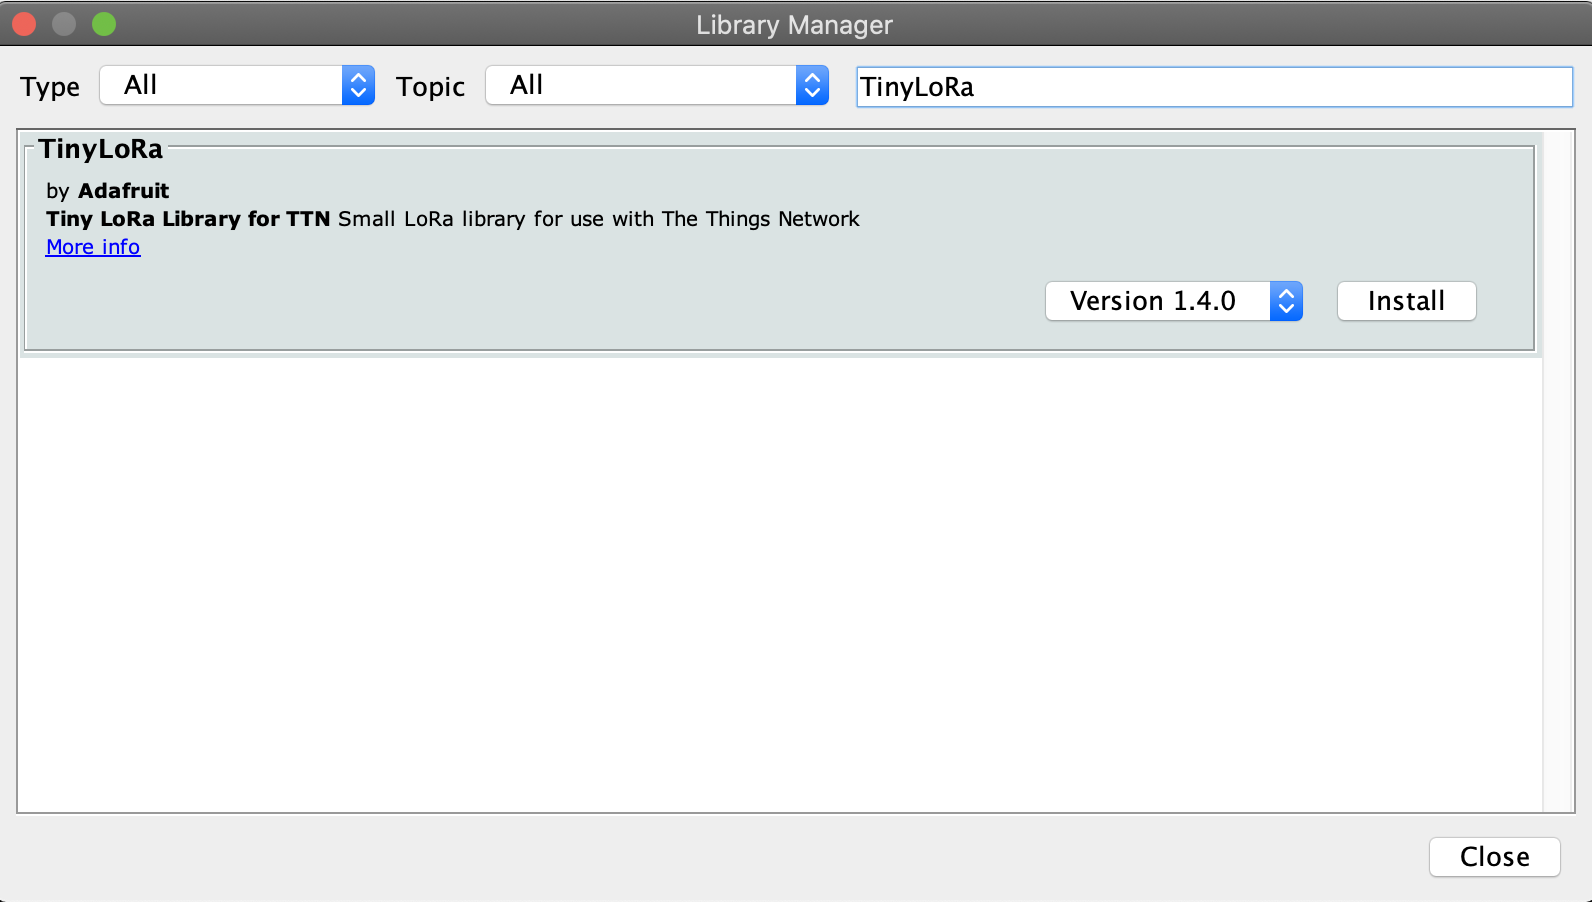 Library Manager
Type All Topic All TinyLoRa
TinyLoRa
by Adafruit
Tiny LoRa Library for TTN Small LoRa library for use with The Things Network
More info
Version 1.4.0 Install
Close